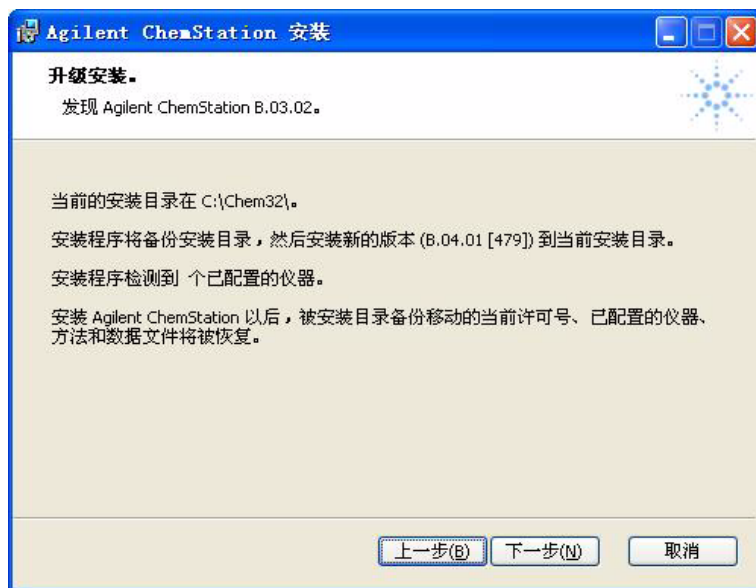 Agilent ChemStation 安装
升级安装。
发现 Agilent ChemStation B.03.02。
当前的安装目录在 C:\Chem32\。
安装程序将备份安装目录，然后安装新的版本 (B.04.01 [479]) 到当前安装目录。
安装程序检测到 个已配置的仪器。
安装 Agilent ChemStation 以后，被安装目录备份移动的当前许可号、已配置的仪器、
方法和数据文件将被恢复。
上一步(B) 下一步(N) 取消